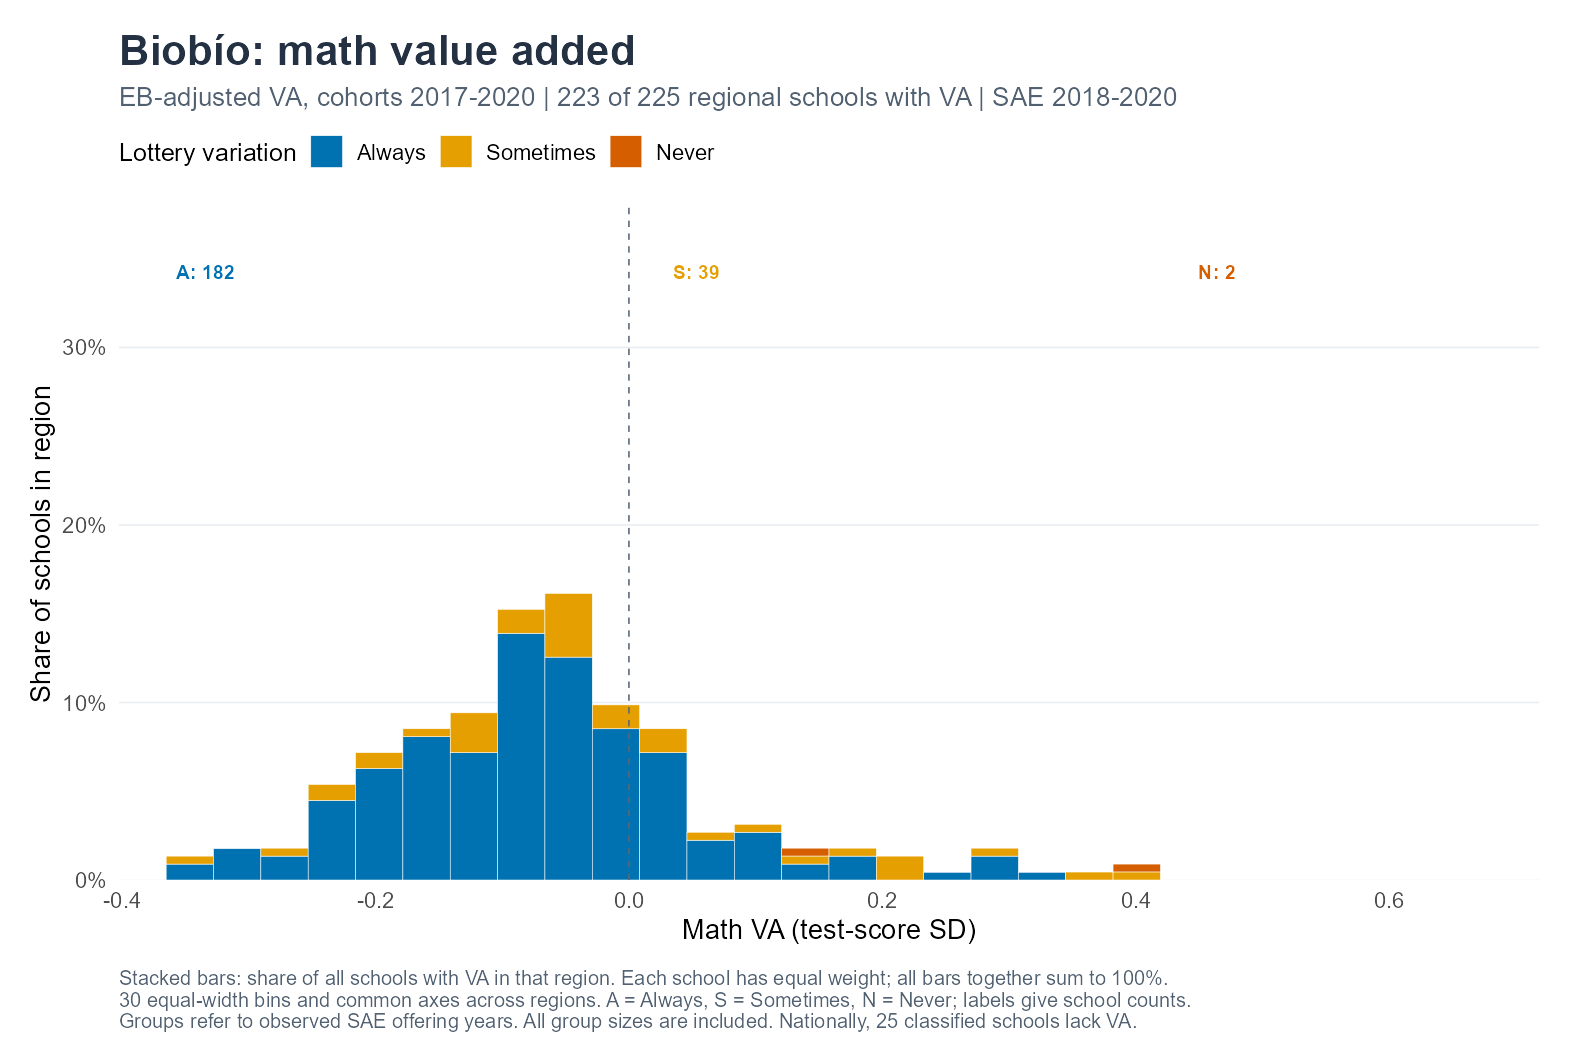 Biobío: math value added
EB-adjusted VA, cohorts 2017-2020 | 223 of 225 regional schools with VA | SAE 2018-2020
Lottery variation Always Sometimes Never
A: 182 S: 39 N: 2
30%
20%
10%
0%
Share of schools in region
-0.4 -0.2 0.0 0.2 0.4 0.6
Math VA (test-score SD)
Stacked bars: share of all schools with VA in that region. Each school has equal weight; all bars together sum to 100%.
30 equal-width bins and common axes across regions. A = Always, S = Sometimes, N = Never; labels give school counts.
Groups refer to observed SAE offering years. All group sizes are included. Nationally, 25 classified schools lack VA.